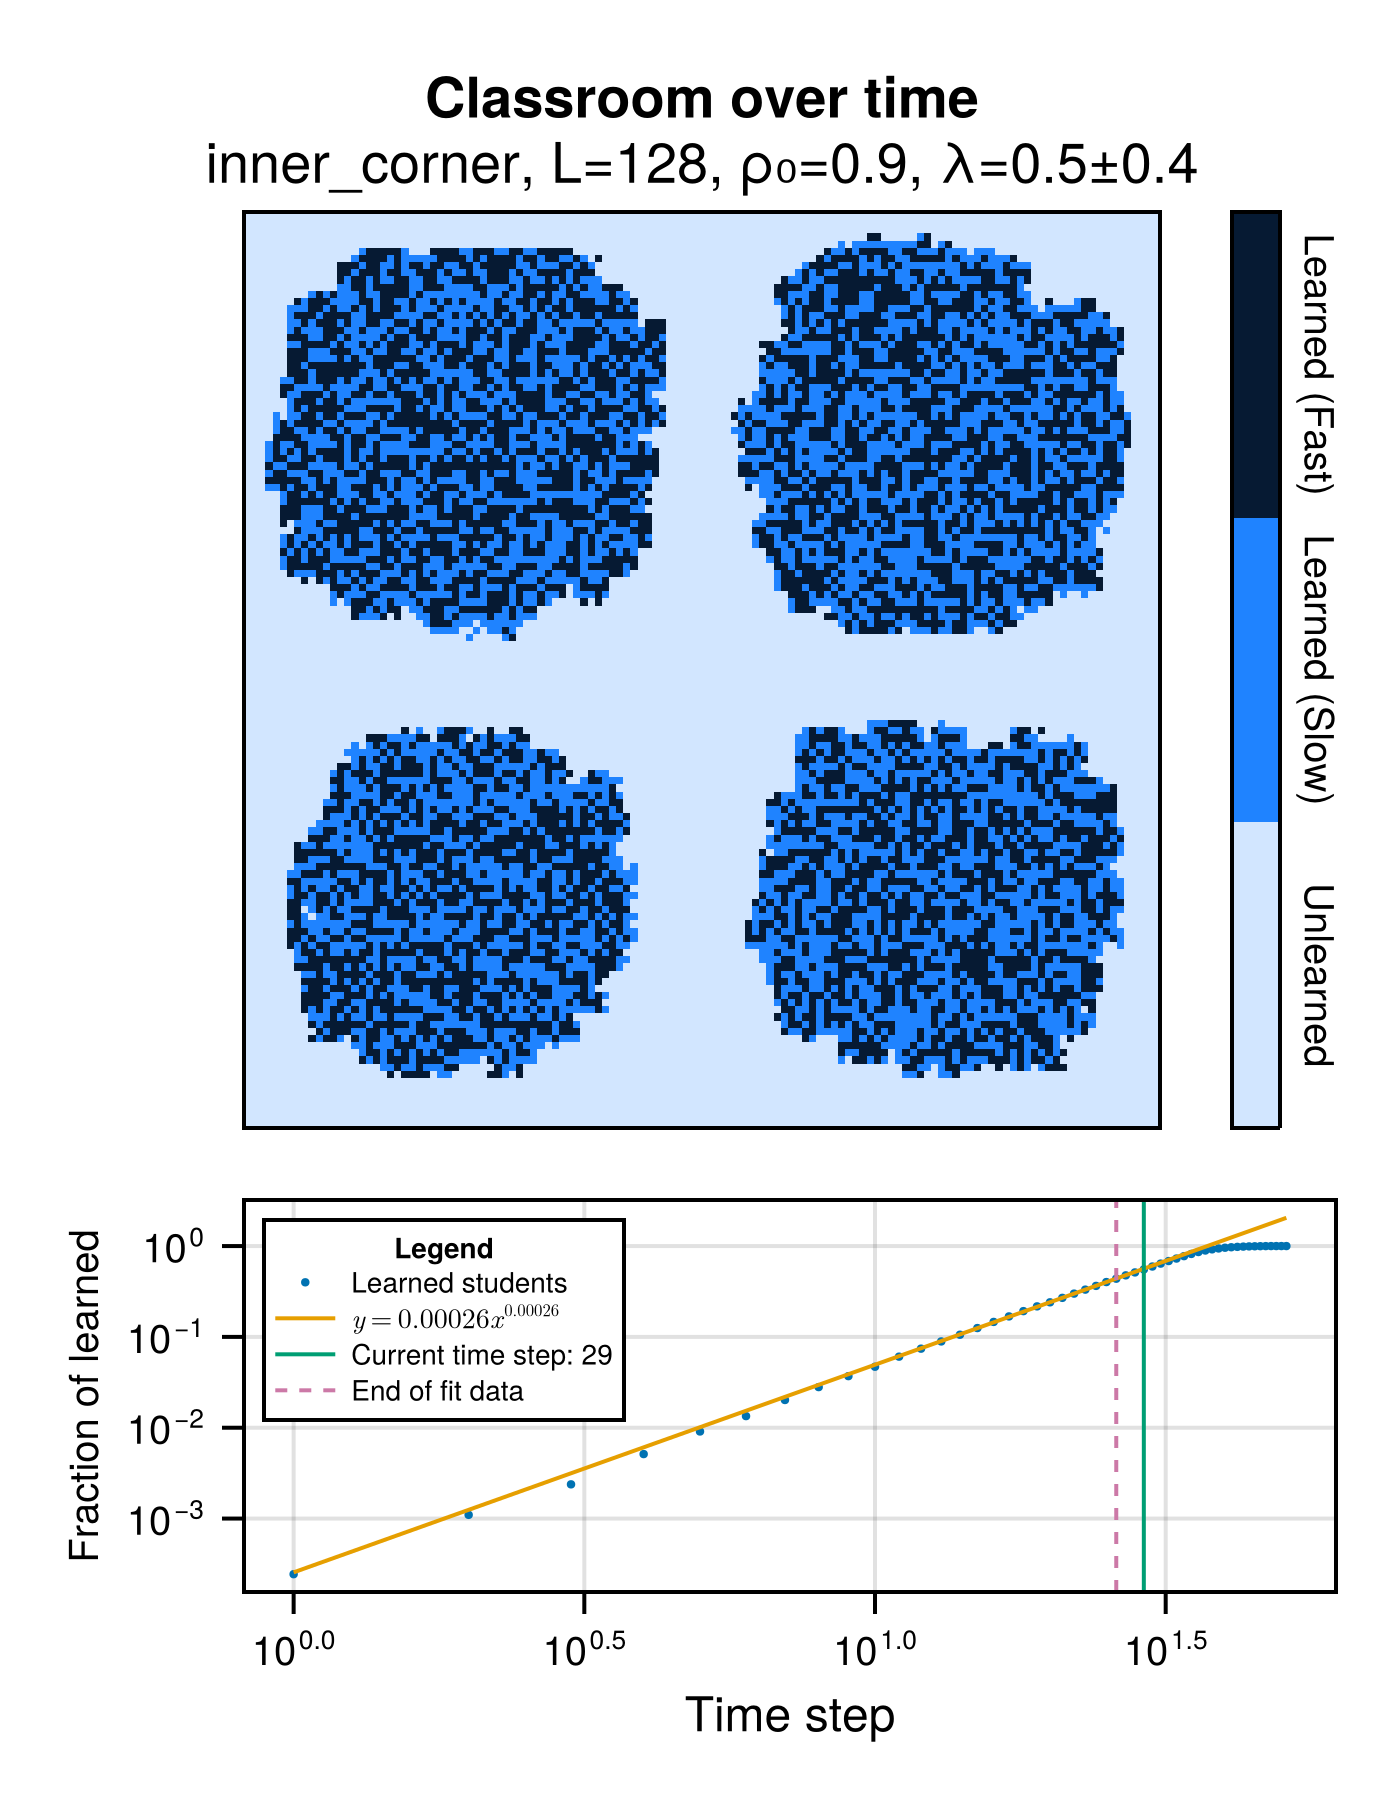 Classroom over time
inner_corner, L=128, ρ₀=0.9, λ=0.5±0.4
Learned (Fast)
Learned (Slow)
Unlearned
Fraction of learned
10⁰
10⁻¹
10⁻²
10⁻³
Legend
Learned students
y = 0.00026x^0.00026
Current time step: 29
End of fit data
10^0.0
10^0.5
10^1.0
10^1.5
Time step